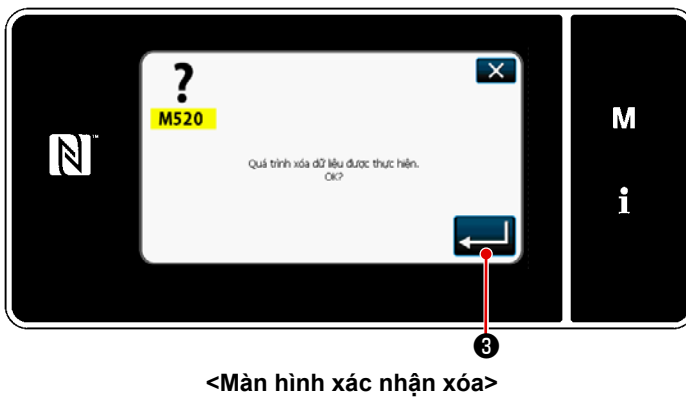 ?
M520
Quá trình xóa dữ liệu được thực hiện.
OK?
M
i
❸
<Màn hình xác nhận xóa>